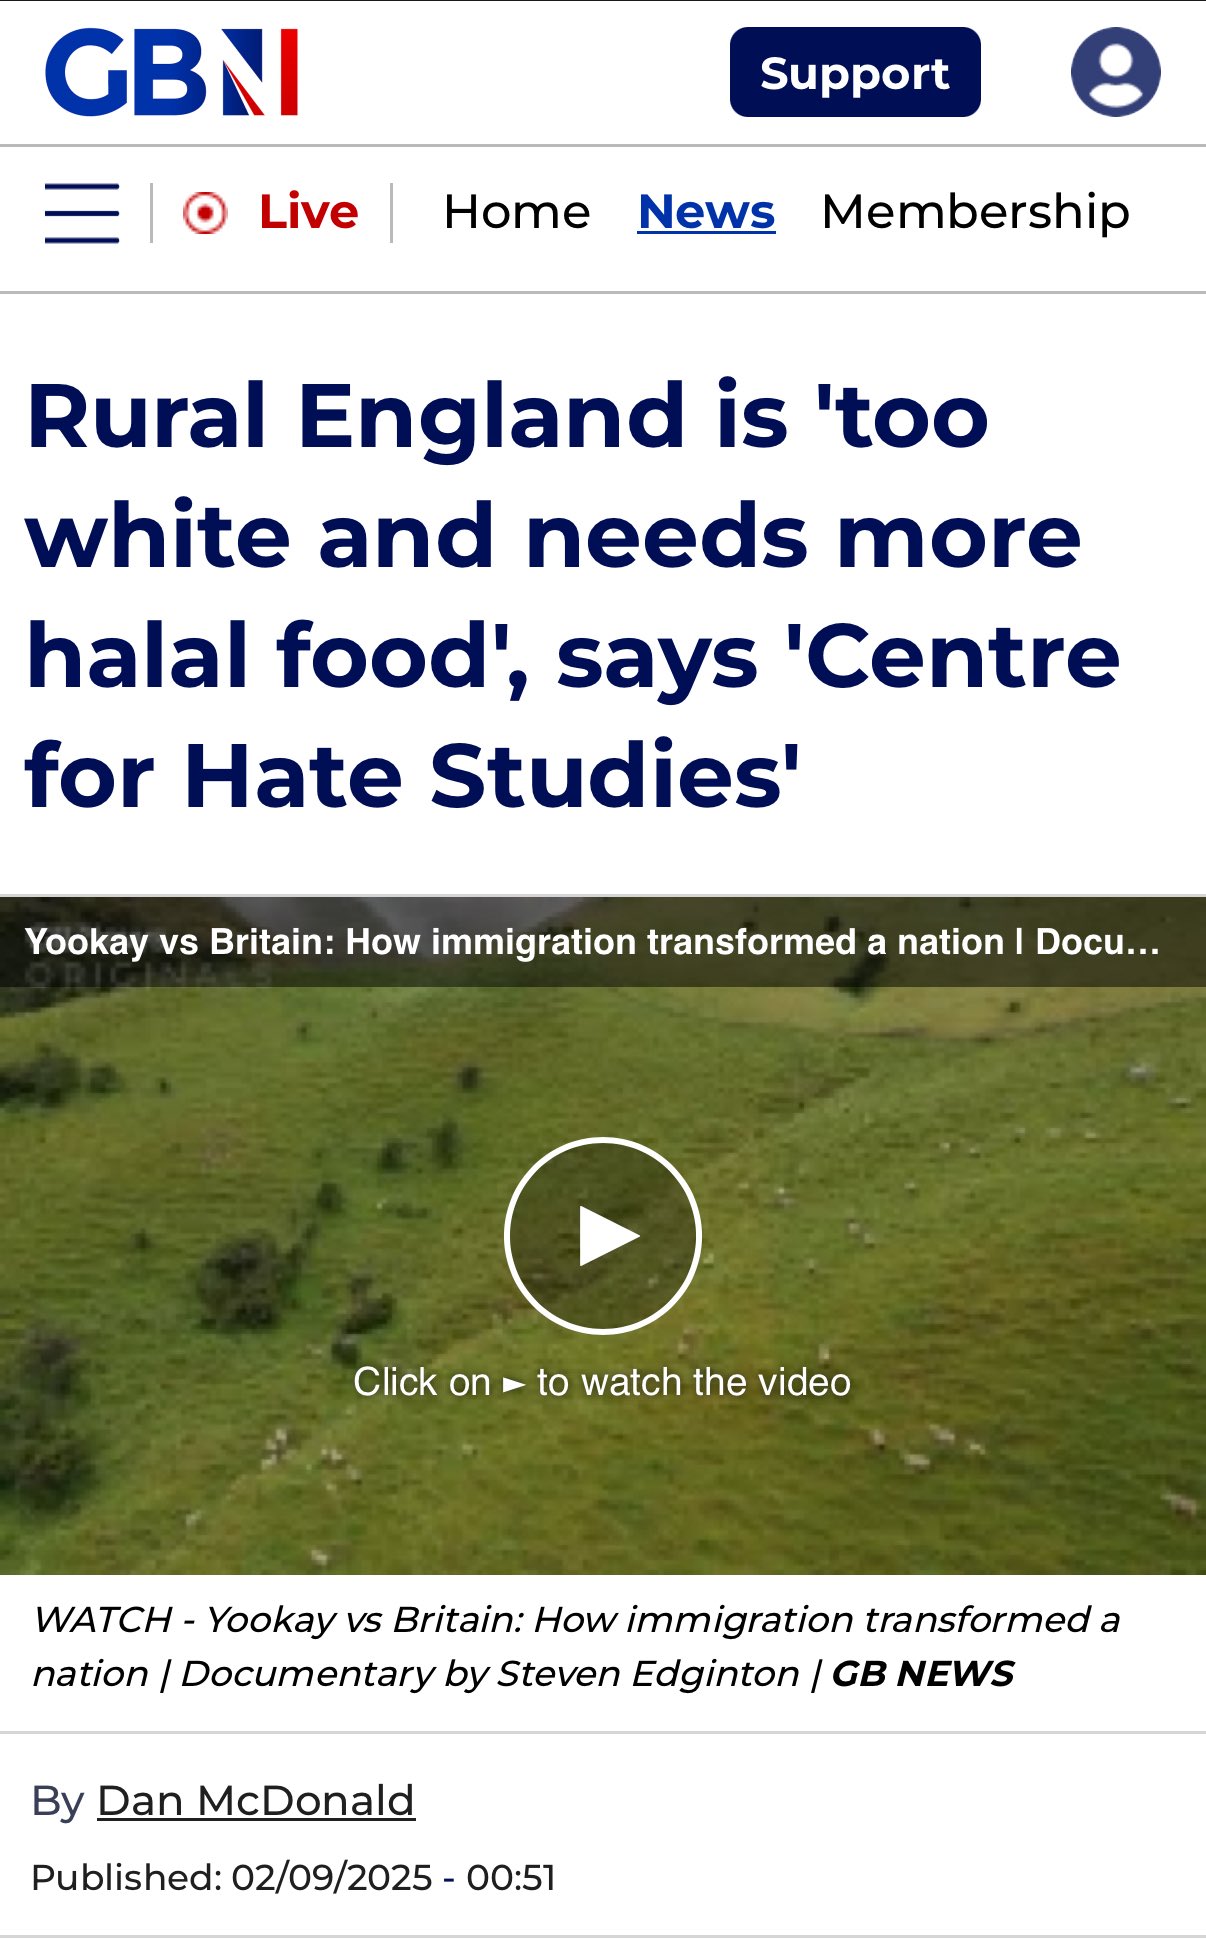 GBN
Support
Live
Home
News
Membership
Rural England is 'too
white and needs more
halal food', says 'Centre
for Hate Studies'
Yookay vs Britain: How immigration transformed a nation | Docu...
ORIGINALS
Click on ► to watch the video
WATCH - Yookay vs Britain: How immigration transformed a
nation | Documentary by Steven Edginton | GB NEWS
By Dan McDonald
Published: 02/09/2025 - 00:51